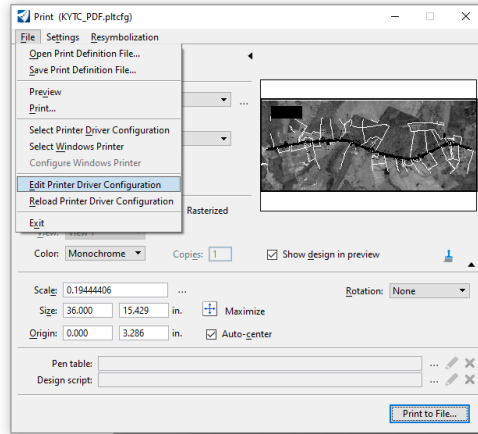 Print (KYTC_PDF.pltcfg)
File Settings Resymbolization
Open Print Definition File...
Save Print Definition File...
Preview
Print...
Select Printer Driver Configuration
Select Windows Printer
Configure Windows Printer
Edit Printer Driver Configuration
Reload Printer Driver Configuration
Exit
...
Rasterized
View: View 1
Color: Monochrome Copies: 1 Show design in preview
Scale: 0.19444406 ... Rotation: None
Size: 36.000 15.429 in. Maximize
Origin: 0.000 3.286 in. Auto-center
Pen table: ...
Design script: ...
Print to File...